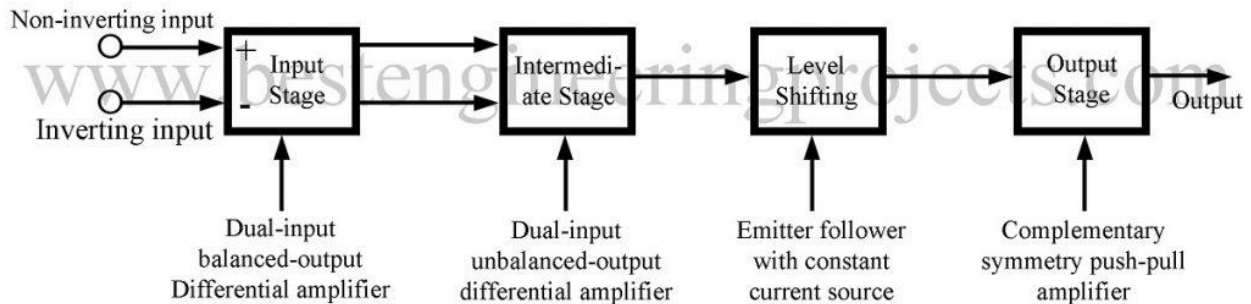 Non-inverting input
+
-
Inverting input
Input
Stage
Intermedi-
ate Stage
Level
Shifting
Output
Stage
Output
www.bestengineeringprojects.com
Dual-input
balanced-output
Differential amplifier
Dual-input
unbalanced-output
differential amplifier
Emitter follower
with constant
current source
Complementary
symmetry push-pull
amplifier